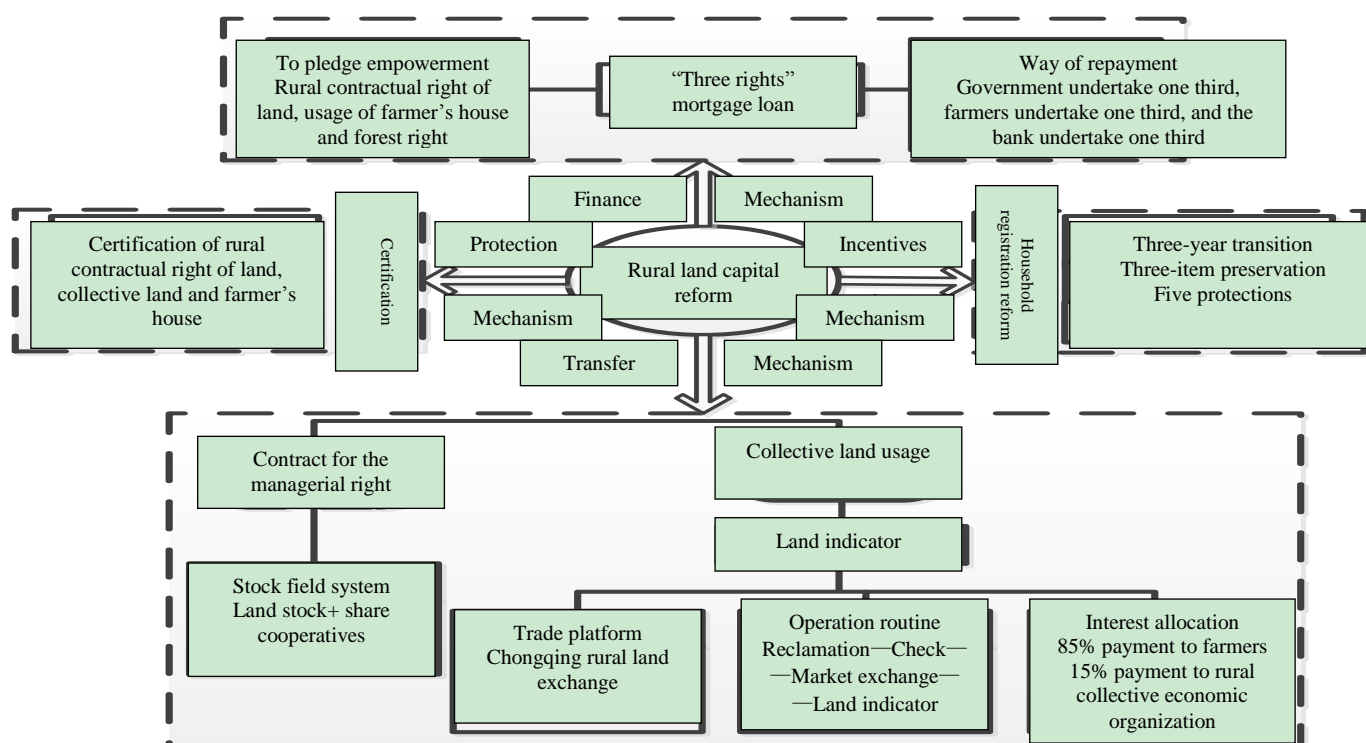 To pledge empowerment
Rural contractual right of
land, usage of farmer’s house
and forest right
“Three rights”
mortgage loan
Way of repayment
Government undertake one third,
farmers undertake one third, and the
bank undertake one third
Finance
Mechanism
Protection
Incentives
Certification of rural
contractual right of land,
collective land and farmer’s
house
Certification
Rural land capital
reform
Household
registration reform
Three-year transition
Three-item preservation
Five protections
Mechanism
Mechanism
Transfer
Mechanism
Contract for the
managerial right
Collective land usage
Land indicator
Stock field system
Land stock+ share
cooperatives
Trade platform
Chongqing rural land
exchange
Operation routine
Reclamation—Check—
—Market exchange—
—Land indicator
Interest allocation
85% payment to farmers
15% payment to rural
collective economic
organization